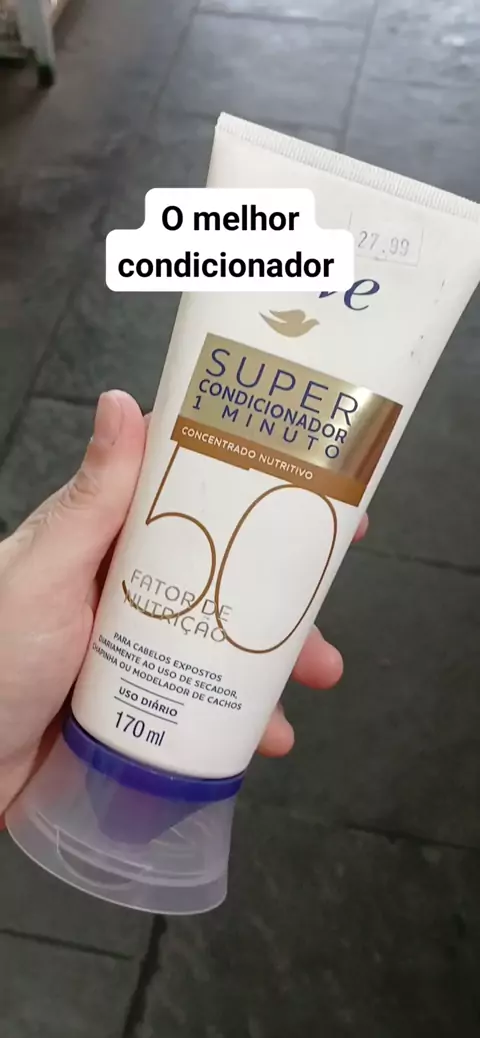 O melhor
condicionador
27.99
SUPER
CONDICIONADOR
1 MINUTO
CONCENTRADO NUTRITIVO
50
FATOR DE
NUTRIÇÃO
PARA CABELOS EXPOSTOS
DIARIAMENTE AO USO DE SECADOR,
CHAPINHA OU MODELADOR DE CACHOS
USO DIÁRIO
170 ml